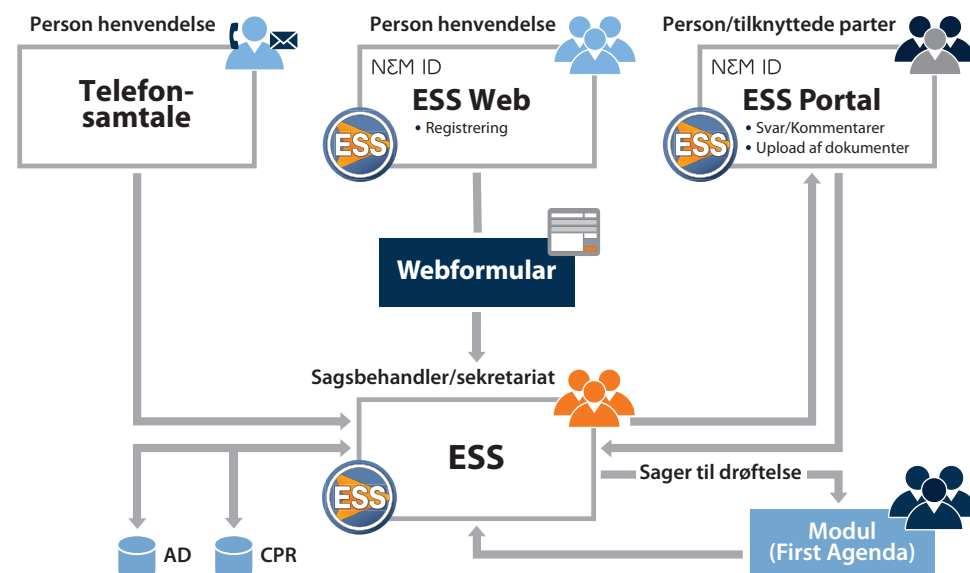 Person henvendelse
Telefon-
samtale
Person henvendelse
NEM ID
ESS Web
• Registrering
ESS
Person/tilknyttede parter
NEM ID
ESS Portal
• Svar/Kommentarer
• Upload af dokumenter
ESS
Webformular
Sagsbehandler/sekretariat
ESS
ESS
Sager til drøftelse
Modul
(First Agenda)
AD
CPR